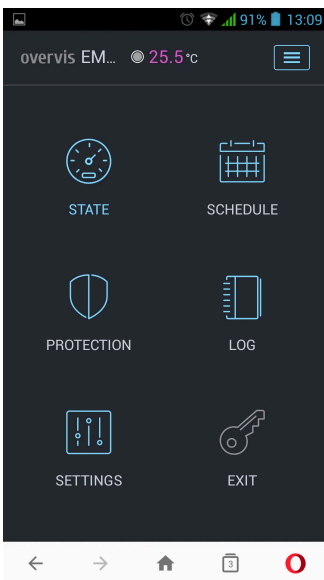 91% 13:09
overvis EM... 25.5°C
STATE SCHEDULE
PROTECTION LOG
SETTINGS EXIT
3